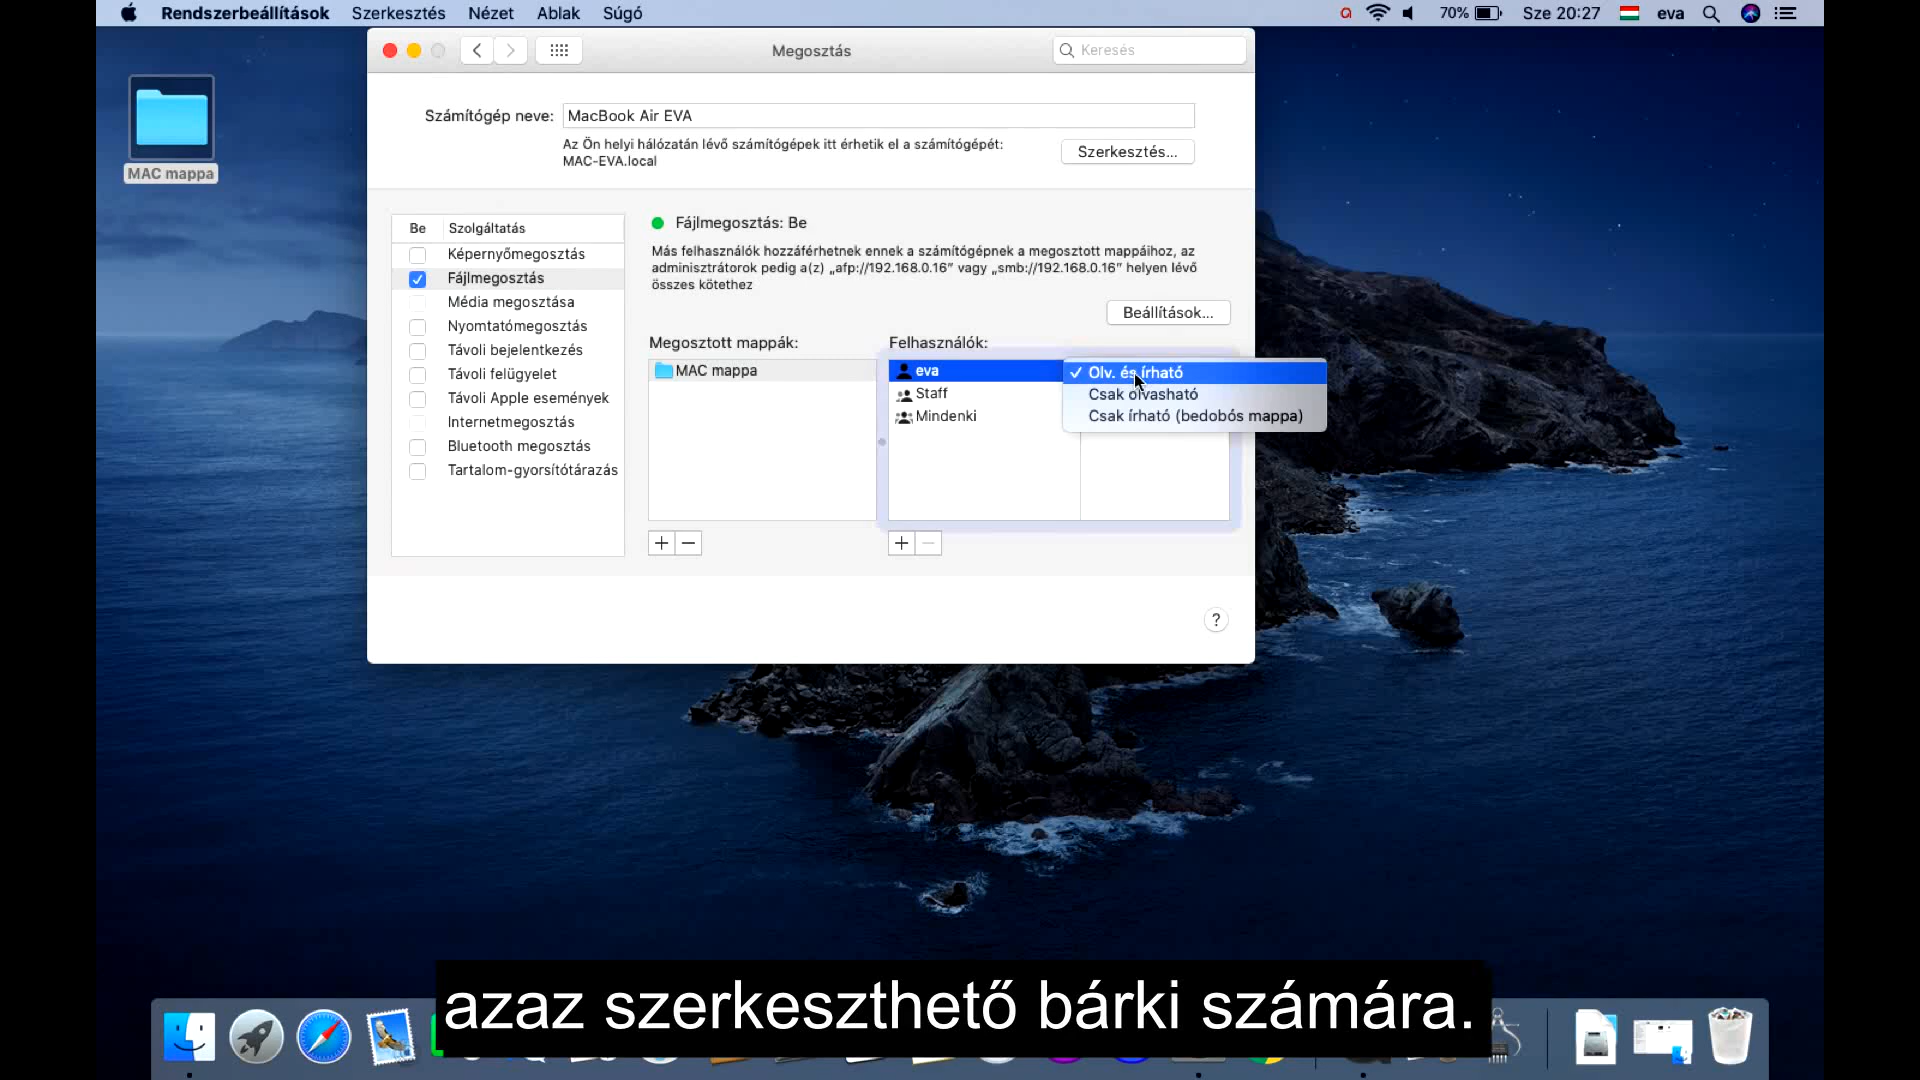 Rendszerbeállítások Szerkesztés Nézet Ablak Súgó
70% Sze 20:27 eva
MAC mappa
Megosztás
Keresés
Számítógép neve: MacBook Air EVA
Az Ön helyi hálózatán lévő számítógépek itt érhetik el a számítógépét:
MAC-EVA.local
Szerkesztés...
Be Szolgáltatás
Képernyőmegosztás
Fájlmegosztás
Média megosztása
Nyomtatómegosztás
Távoli bejelentkezés
Távoli felügyelet
Távoli Apple események
Internetmegosztás
Bluetooth megosztás
Tartalom-gyorsítótárazás
Fájlmegosztás: Be
Más felhasználók hozzáférhetnek ennek a számítógépnek a megosztott mappáihoz, az
adminisztrátorok pedig a(z) „afp://192.168.0.16” vagy „smb://192.168.0.16” helyen lévő
összes kötethez
Beállítások...
Megosztott mappák:
MAC mappa
Felhasználók:
eva
Staff
Mindenki
Olv. és írható
Csak olvasható
Csak írható (bedobós mappa)
?
azaz szerkeszthető bárki számára.